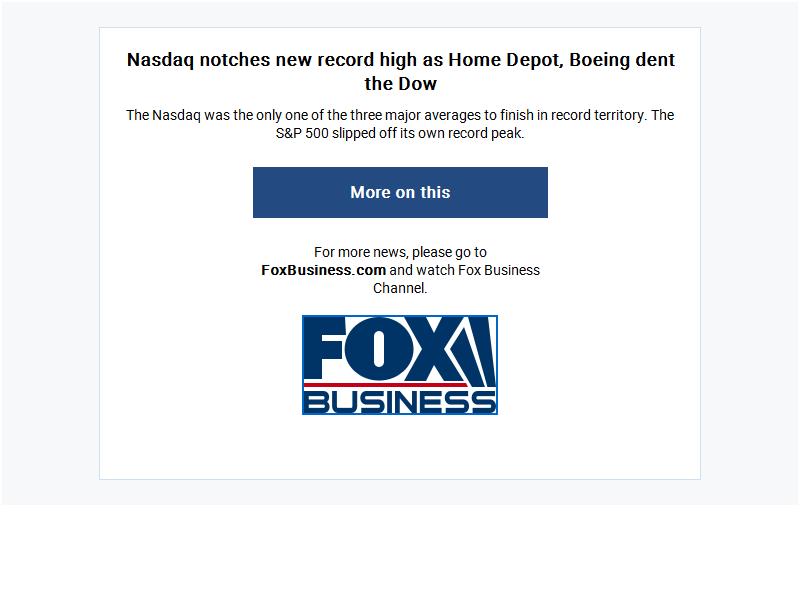 Nasdaq notches new record high as Home Depot, Boeing dent
the Dow
The Nasdaq was the only one of the three major averages to finish in record territory. The
S&P 500 slipped off its own record peak.
More on this
For more news, please go to
FoxBusiness.com and watch Fox Business
Channel.
FOX
BUSINESS